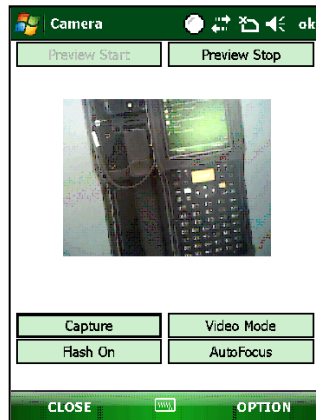 Camera ok
Preview Start Preview Stop
Capture Video Mode
Flash On AutoFocus
CLOSE OPTION